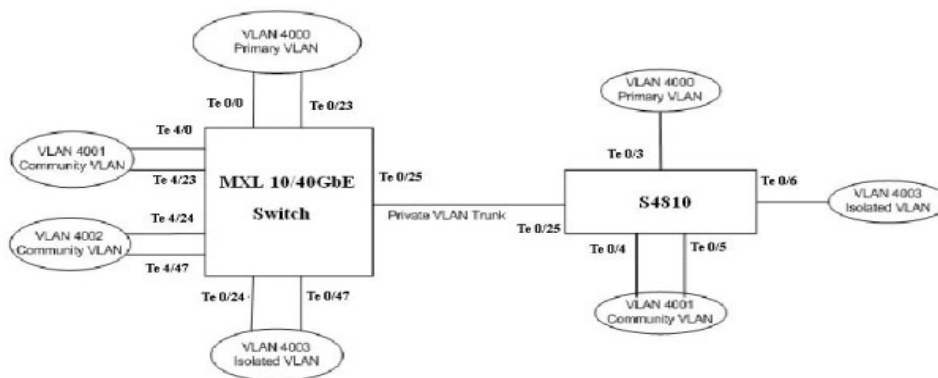 VLAN 4000
Primary VLAN
Te 0/0
Te 0/23
Te 4/0
VLAN 4001
Community VLAN
Te 4/23
Te 4/24
VLAN 4002
Community VLAN
Te 4/47
MXL 10/40GbE
Switch
Te 0/25
Private VLAN Trunk
Te 0/24
Te 0/47
VLAN 4003
Isolated VLAN
VLAN 4000
Primary VLAN
Te 0/3
S4810
Te 0/6
VLAN 4003
Isolated VLAN
Te 0/25
Te 0/4
Te 0/5
VLAN 4001
Community VLAN